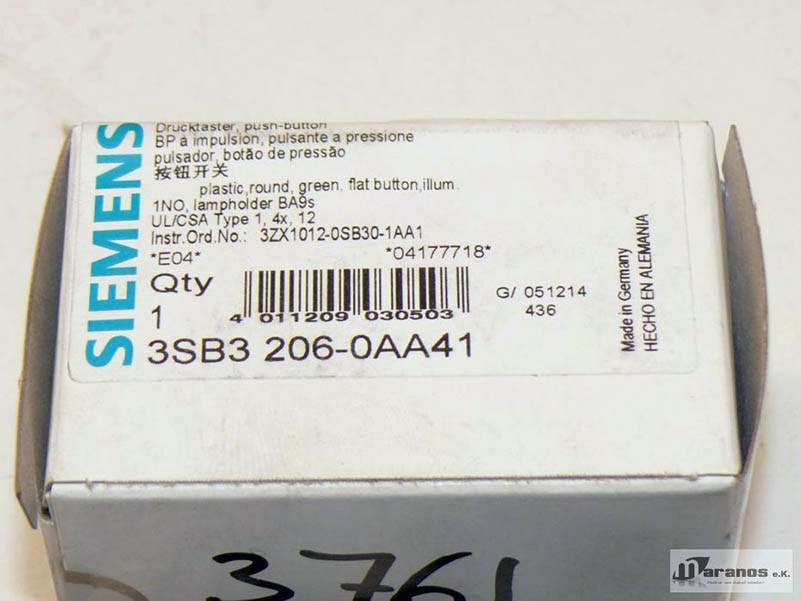 SIEMENS
Drucktaster, push-button
BP à impulsion, pulsante a pressione
pulsador, botão de pressão
按钮开关
plastic,round, green, flat button,illum.
1NO, lampholder BA9s
UL/CSA Type 1, 4x, 12
Instr.Ord.No.: 3ZX1012-0SB30-1AA1
*E04* *04177718*
Qty
1
4 011209 030503
G/ 051214
436
3SB3 206-0AA41
Made in Germany
HECHO EN ALEMANIA
3761
Maranos e.K.